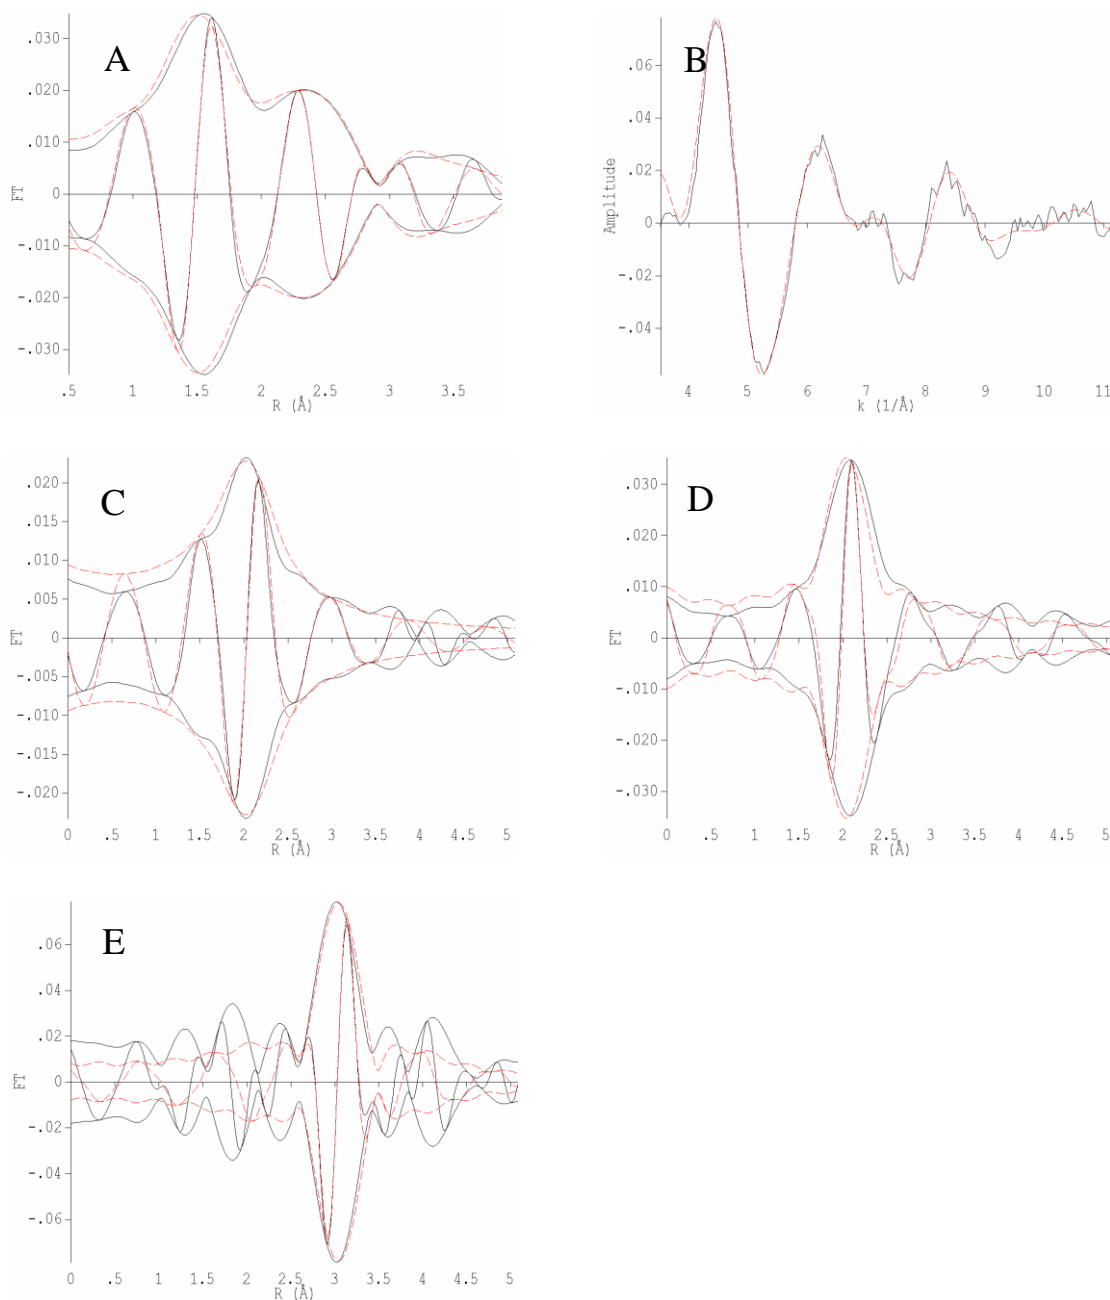 A
FT
.030
.020
.010
0
-.010
-.020
-.030
.5 1 1.5 2 2.5 3 3.5
R (Å)
B
Amplitude
.06
.04
.02
0
-.02
-.04
4 5 6 7 8 9 10 11
k (1/Å)
C
FT
.020
.015
.010
.005
0
-.005
-.010
-.015
-.020
0 .5 1 1.5 2 2.5 3 3.5 4 4.5 5
R (Å)
D
FT
.030
.020
.010
0
-.010
-.020
-.030
0 .5 1 1.5 2 2.5 3 3.5 4 4.5 5
R (Å)
E
FT
.06
.04
.02
0
-.02
-.04
-.06
0 .5 1 1.5 2 2.5 3 3.5 4 4.5 5
R (Å)